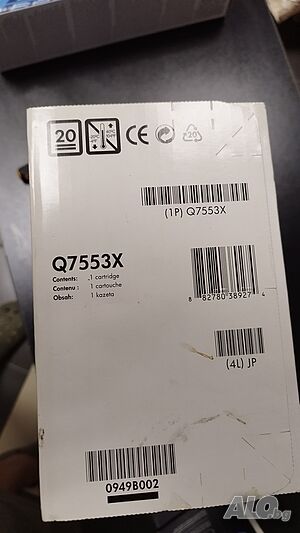 20
CE
20
(1P) Q7553X
Q7553X
Contents: 1 cartridge
Contenu : 1 cartouche
Obsah: 1 kazeta
8 82780 38927 4
(4L) JP
0949B002
ALO.bg